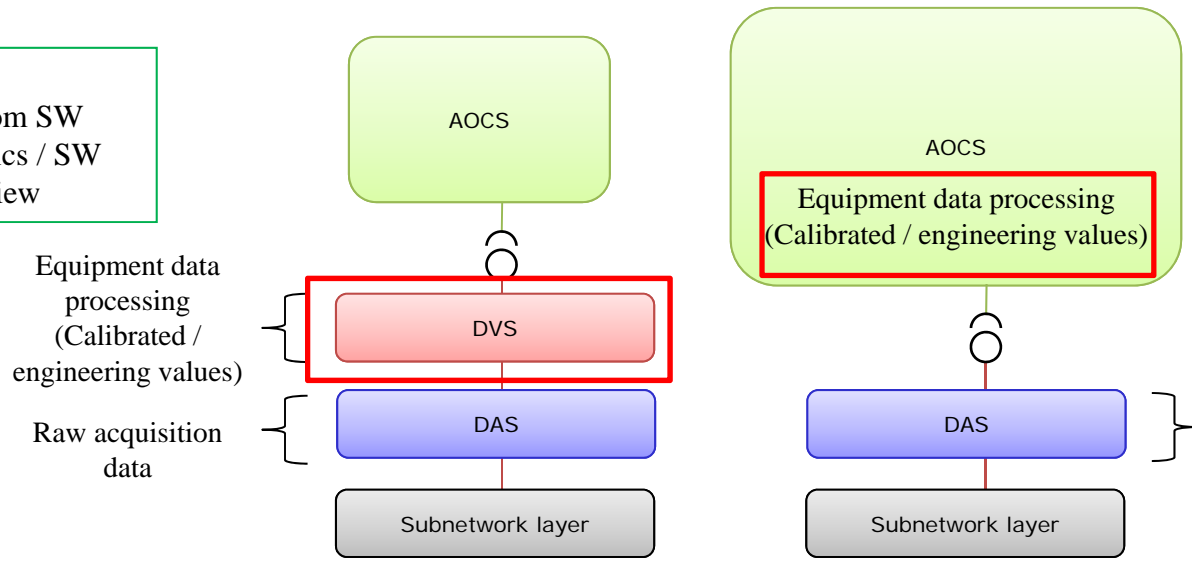 om SW
ics / SW
iew
AOCS
Equipment data
processing
(Calibrated /
engineering values)
DVS
Raw acquisition
data
DAS
Subnetwork layer
AOCS
Equipment data processing
(Calibrated / engineering values)
DAS
Subnetwork layer